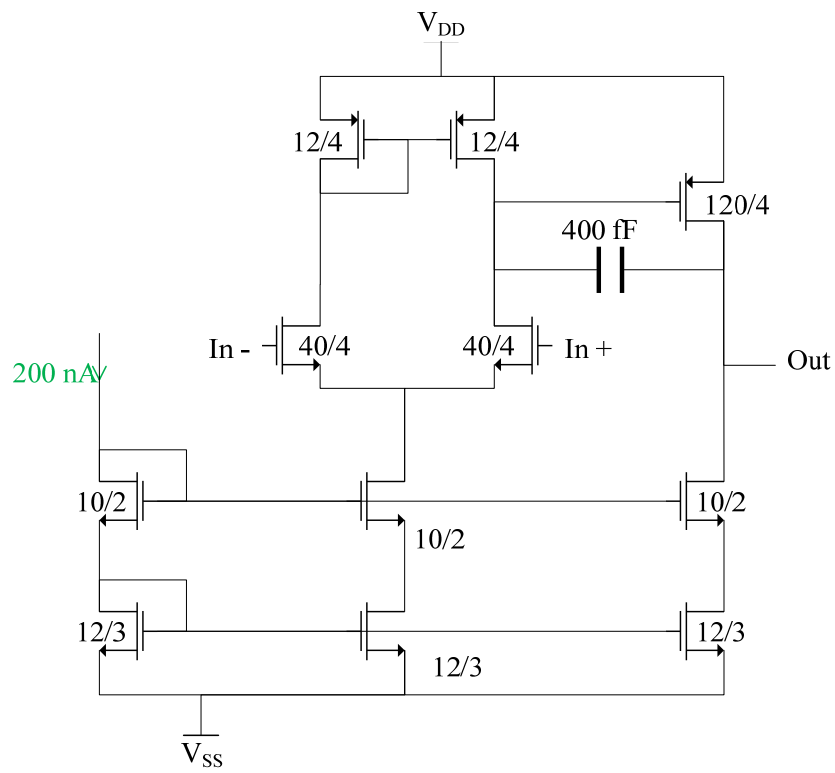 V_DD
12/4 12/4
120/4
400 fF
In - 40/4 40/4 In +
Out
200 nA
10/2 10/2
10/2
12/3 12/3
12/3
V_SS